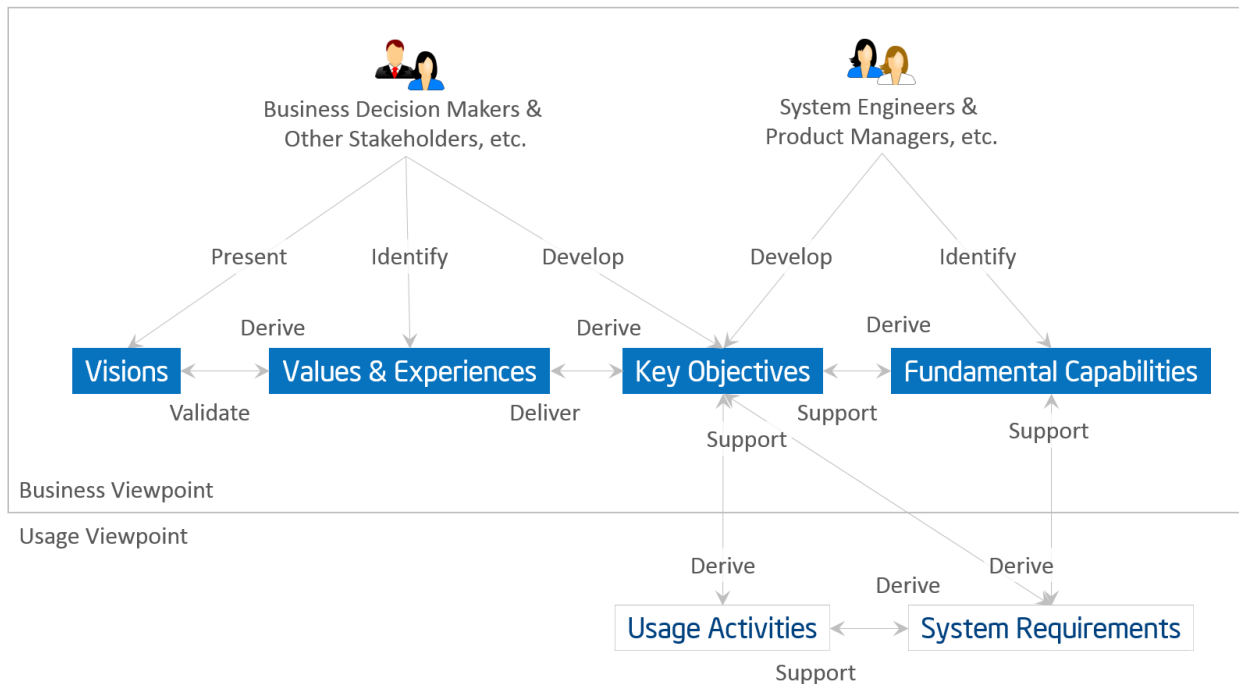 Business Decision Makers &
Other Stakeholders, etc.
System Engineers &
Product Managers, etc.
Present
Identify
Develop
Develop
Identify
Derive
Derive
Derive
Visions
Values & Experiences
Key Objectives
Fundamental Capabilities
Validate
Deliver
Support
Support
Support
Business Viewpoint
Usage Viewpoint
Derive
Derive
Derive
Usage Activities
System Requirements
Support